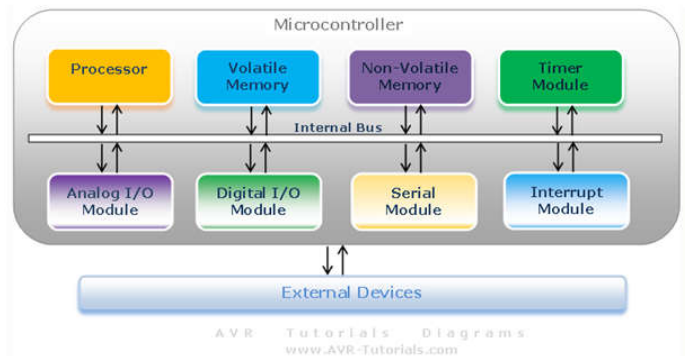 Microcontroller
Processor
Volatile
Memory
Non-Volatile
Memory
Timer
Module
Internal Bus
Analog I/O
Module
Digital I/O
Module
Serial
Module
Interrupt
Module
External Devices
AVR Tutorials Diagrams
www.AVR-Tutorials.com